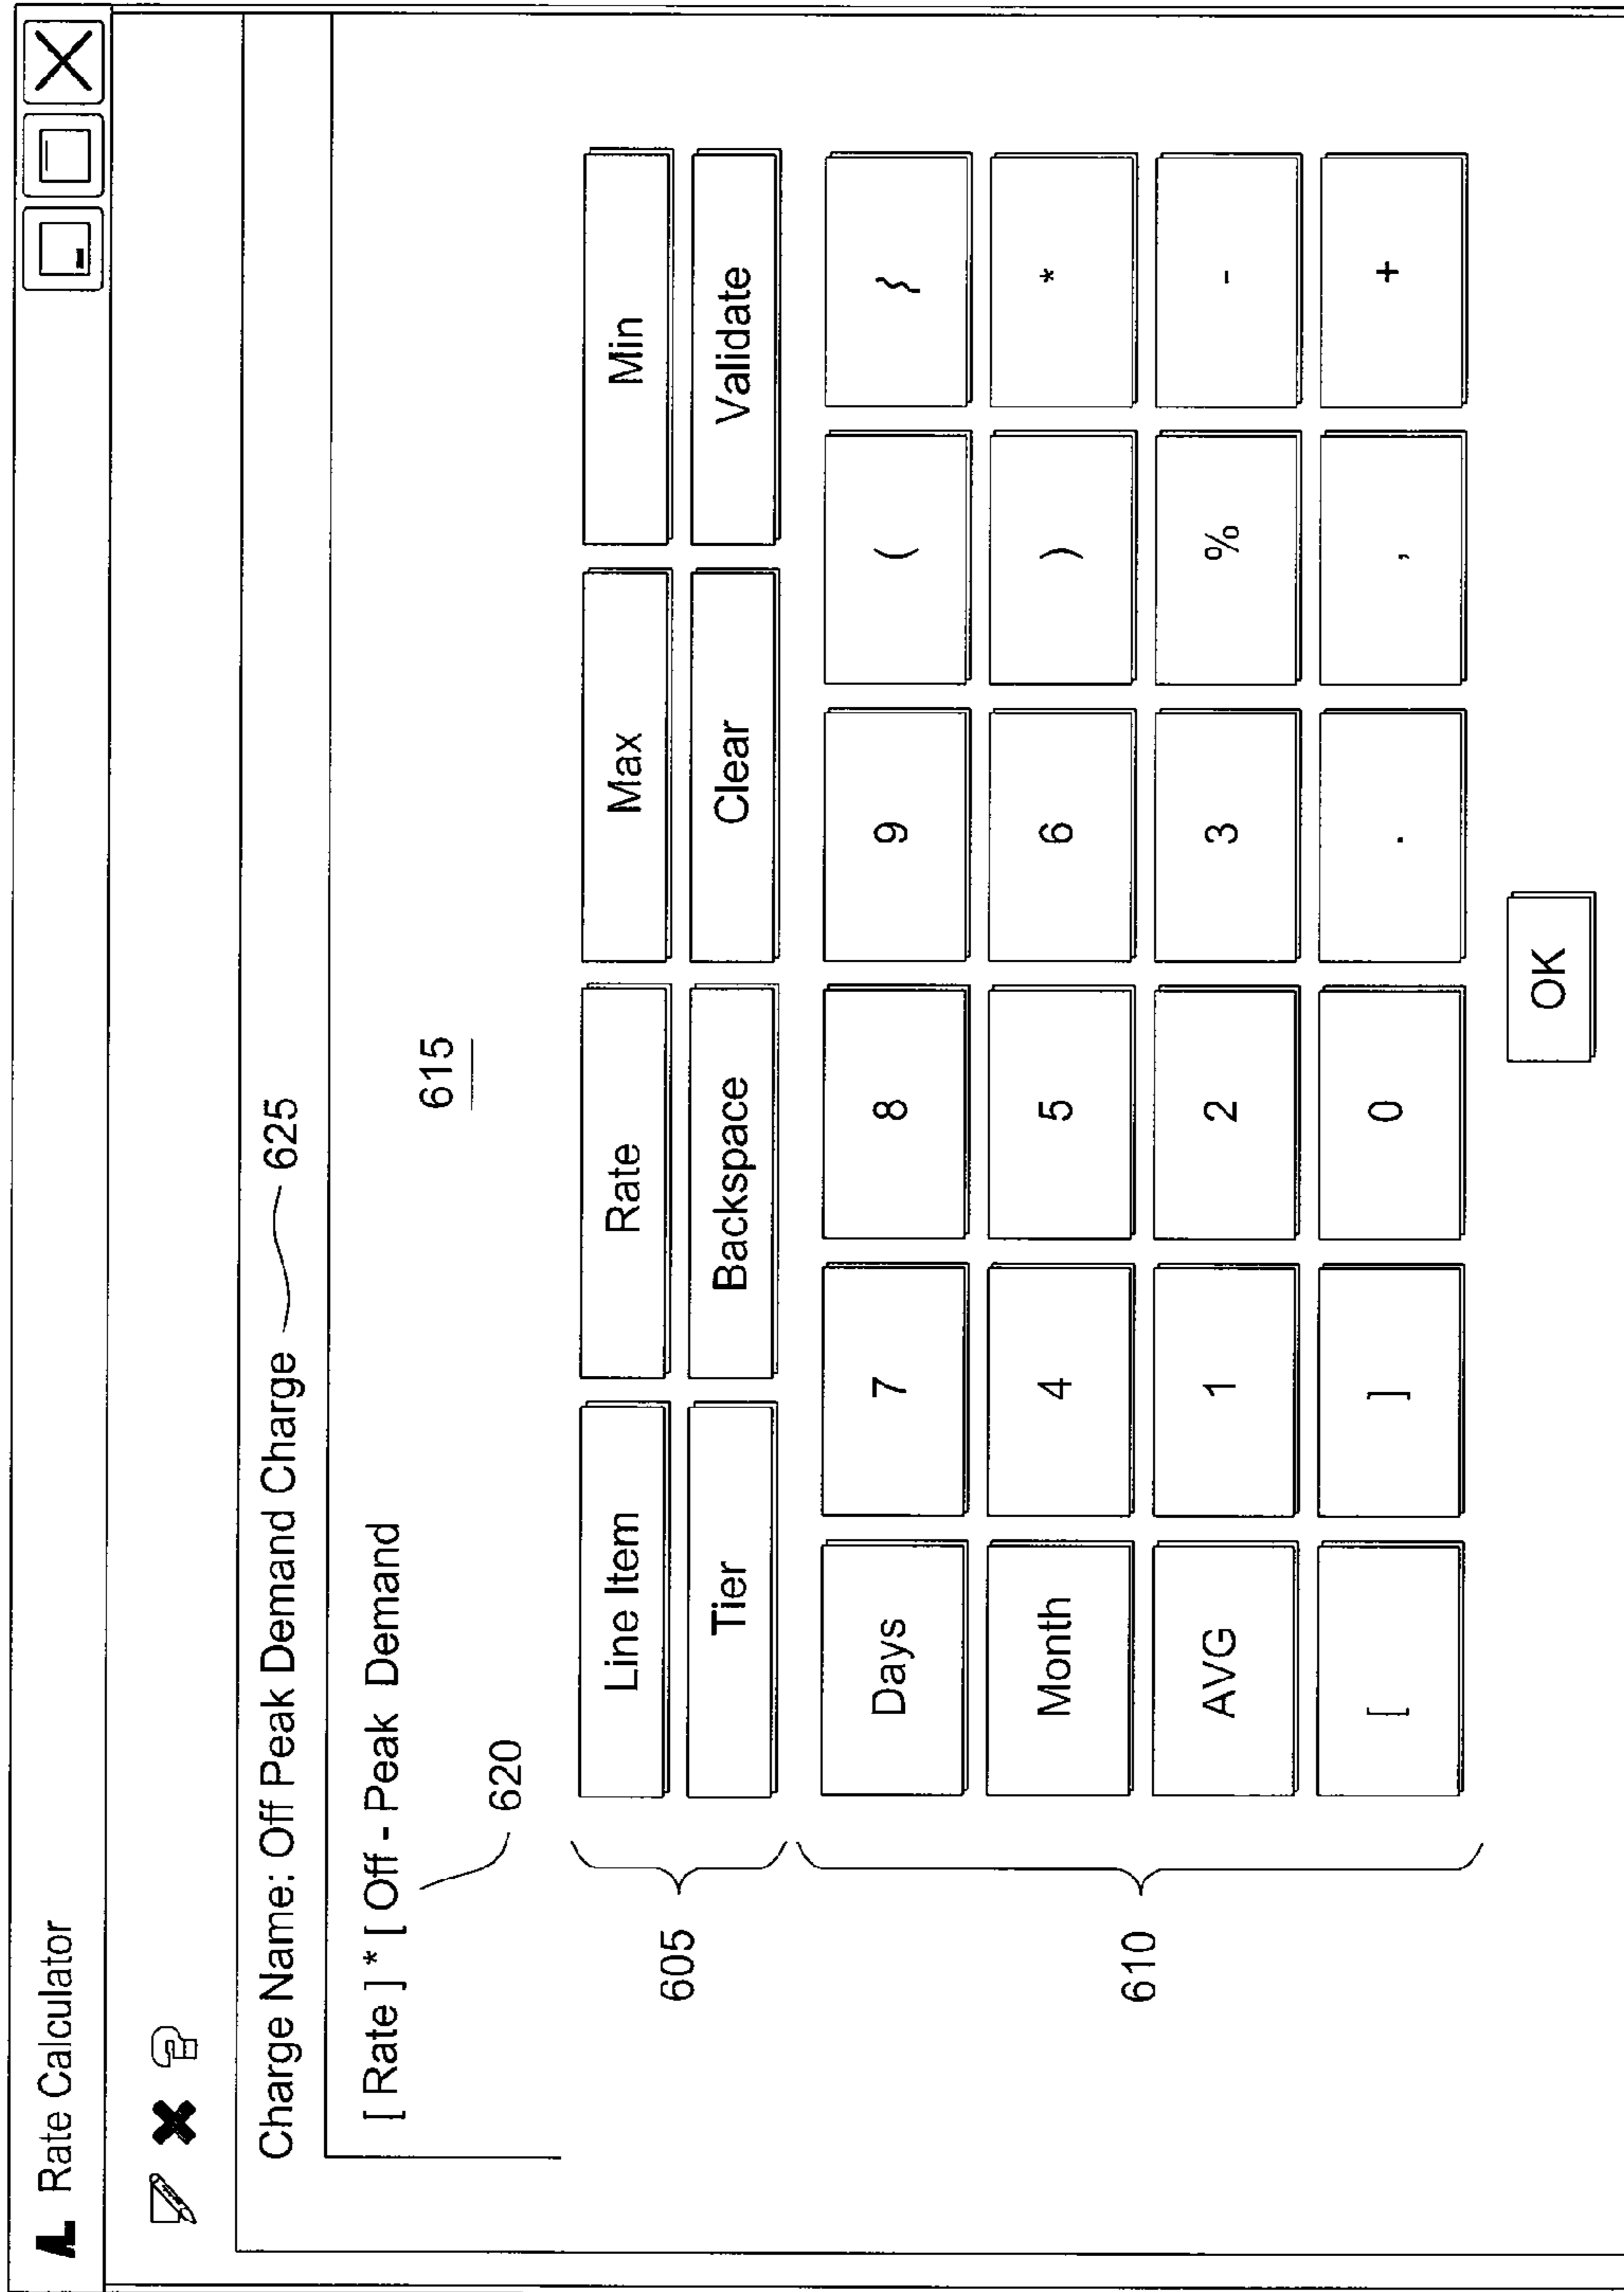 Rate Calculator
Charge Name: Off Peak Demand Charge 625
[ Rate ] * [ Off - Peak Demand
620
615
605
Line Item Rate Max Min
Tier Backspace Clear Validate
610
Days 7 8 9 (
Month 4 5 6 ) *
AVG 1 2 3 % -
[ ] 0 . , +
OK